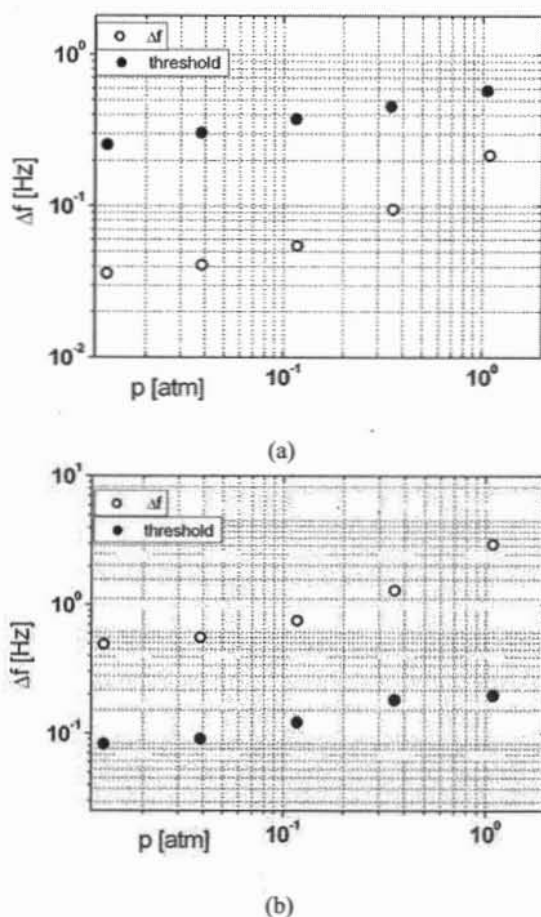 10⁰
Δf
threshold
Δf [Hz]
10⁻¹
10⁻²
10⁻¹
10⁰
p [atm]
(a)
10¹
Δf
threshold
10⁰
Δf [Hz]
10⁻¹
10⁻¹
10⁰
p [atm]
(b)